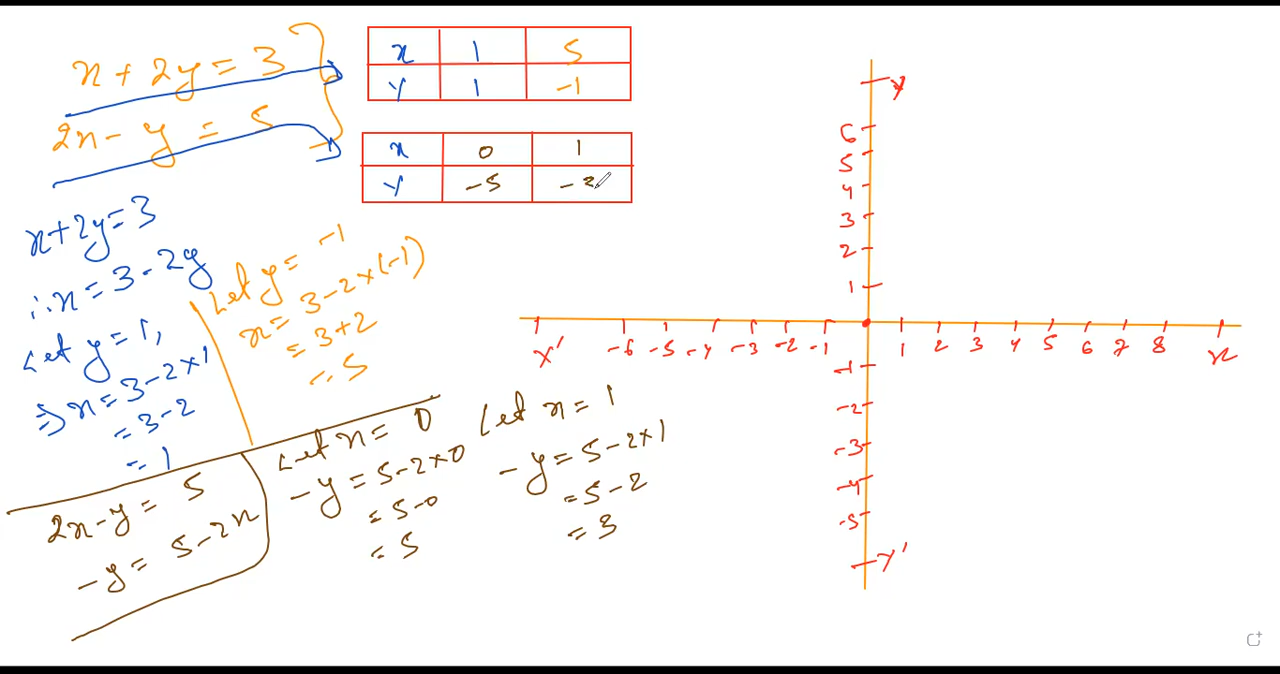 x + 2y = 3
2x - y = 5
x 1 5
y 1 -1
x 0 1
y -5
x+2y=3
∴x=3-2y
Let y=1,
⇒x=3-2×1
=3-2
=1
Let y= -1
x=3-2×(-1)
=3+2
=5
2x-y= 5
-y= 5-2x
Let x= 0
-y=5-2×0
=5-0
=5
Let x= 1
-y=5-2×1
=5-2
=3
Y
6
5
4
3
2
1
X' -6 -5 -4 -3 -2 -1 1 2 3 4 5 6 7 8 x
-1
-2
-3
-4
-5
Y'